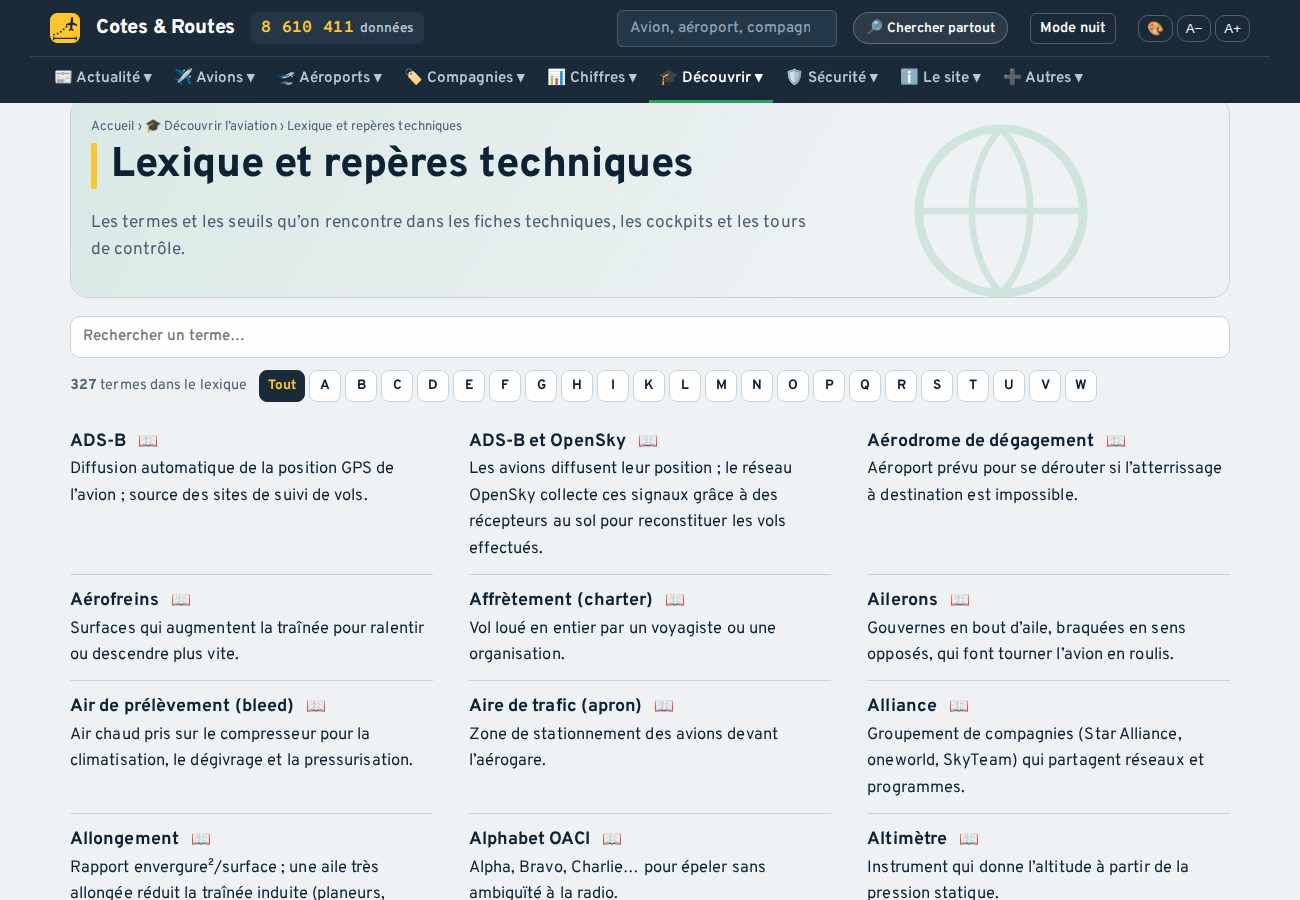 Cotes & Routes
8 610 411 données
Avion, aéroport, compagn
🔎 Chercher partout
Mode nuit
🎨
A−
A+
📰 Actualité ▾
✈️ Avions ▾
🛫 Aéroports ▾
🏷️ Compagnies ▾
📊 Chiffres ▾
🎓 Découvrir ▾
🛡️ Sécurité ▾
ℹ️ Le site ▾
➕ Autres ▾
Accueil › 🎓 Découvrir l’aviation › Lexique et repères techniques
Lexique et repères techniques
Les termes et les seuils qu’on rencontre dans les fiches techniques, les cockpits et les tours
de contrôle.
Rechercher un terme…
327 termes dans le lexique
Tout A B C D E F G H I K L M N O P Q R S T U V W
ADS-B 📖
Diffusion automatique de la position GPS de
l’avion ; source des sites de suivi de vols.
ADS-B et OpenSky 📖
Les avions diffusent leur position ; le réseau
OpenSky collecte ces signaux grâce à des
récepteurs au sol pour reconstituer les vols
effectués.
Aérodrome de dégagement 📖
Aéroport prévu pour se dérouter si l’atterrissage
à destination est impossible.
Aérofreins 📖
Surfaces qui augmentent la traînée pour ralentir
ou descendre plus vite.
Affrètement (charter) 📖
Vol loué en entier par un voyagiste ou une
organisation.
Ailerons 📖
Gouvernes en bout d’aile, braquées en sens
opposés, qui font tourner l’avion en roulis.
Air de prélèvement (bleed) 📖
Air chaud pris sur le compresseur pour la
climatisation, le dégivrage et la pressurisation.
Aire de trafic (apron) 📖
Zone de stationnement des avions devant
l’aérogare.
Alliance 📖
Groupement de compagnies (Star Alliance,
oneworld, SkyTeam) qui partagent réseaux et
programmes.
Allongement 📖
Rapport envergure²/surface ; une aile très
allongée réduit la traînée induite (planeurs,
Alphabet OACI 📖
Alpha, Bravo, Charlie… pour épeler sans
ambiguïté à la radio.
Altimètre 📖
Instrument qui donne l’altitude à partir de la
pression statique.